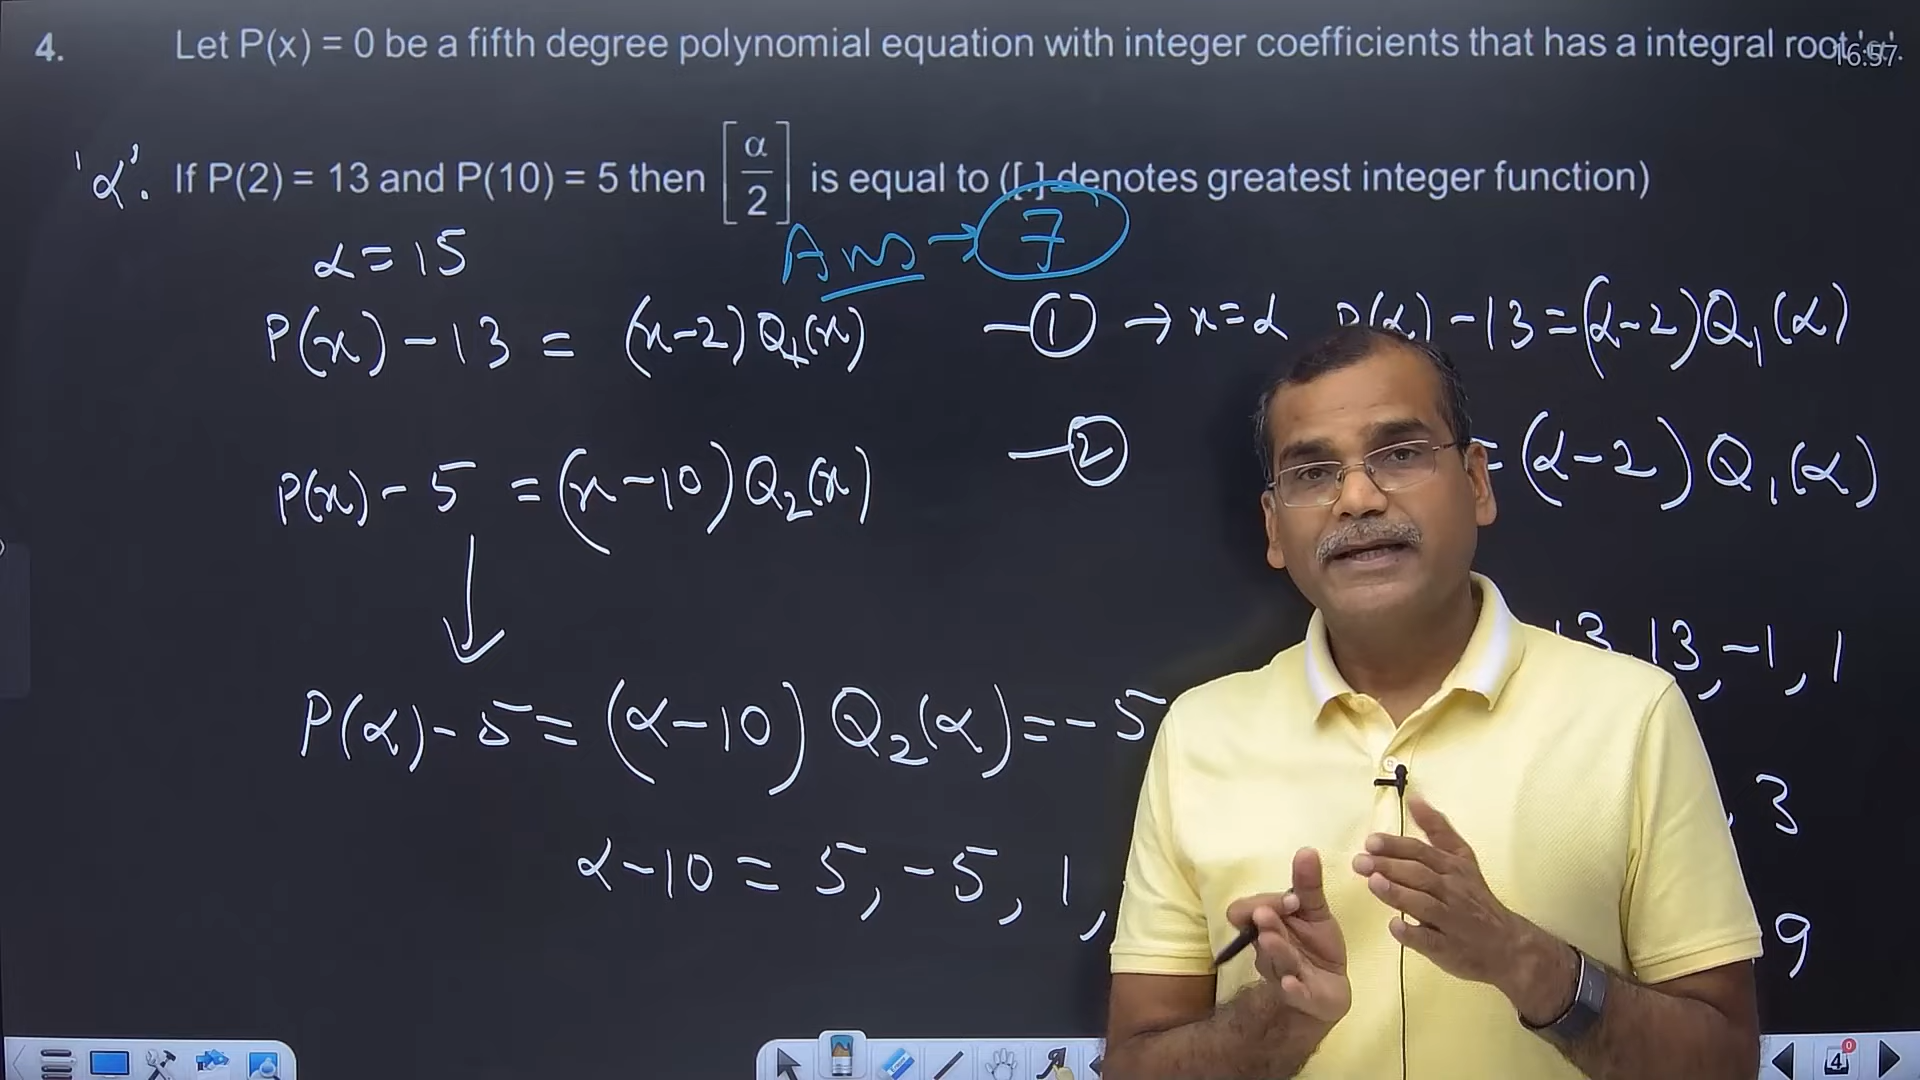 4. Let P(x) = 0 be a fifth degree polynomial equation with integer coefficients that has a integral root
16:57
'α'. If P(2) = 13 and P(10) = 5 then [α/2] is equal to ([.] denotes greatest integer function)
α = 15
Ans → 7
P(x) - 13 = (x-2) Q₁(x) — ① → x = α P(α) - 13 = (α-2) Q₁(α)
P(x) - 5 = (x-10) Q₂(x) — ② = (α-2) Q₁(α)
13, -1, 1
P(α) - 5 = (α-10) Q₂(α) = -5
, 3
α-10 = 5, -5, 1,
9
4
0